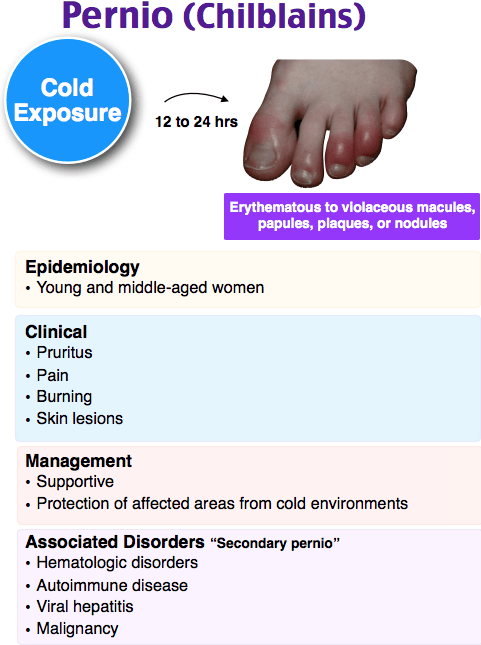 Pernio (Chilblains)
Cold
Exposure
12 to 24 hrs
Erythematous to violaceous macules,
papules, plaques, or nodules
Epidemiology
• Young and middle-aged women
Clinical
• Pruritus
• Pain
• Burning
• Skin lesions
Management
• Supportive
• Protection of affected areas from cold environments
Associated Disorders “Secondary pernio”
• Hematologic disorders
• Autoimmune disease
• Viral hepatitis
• Malignancy